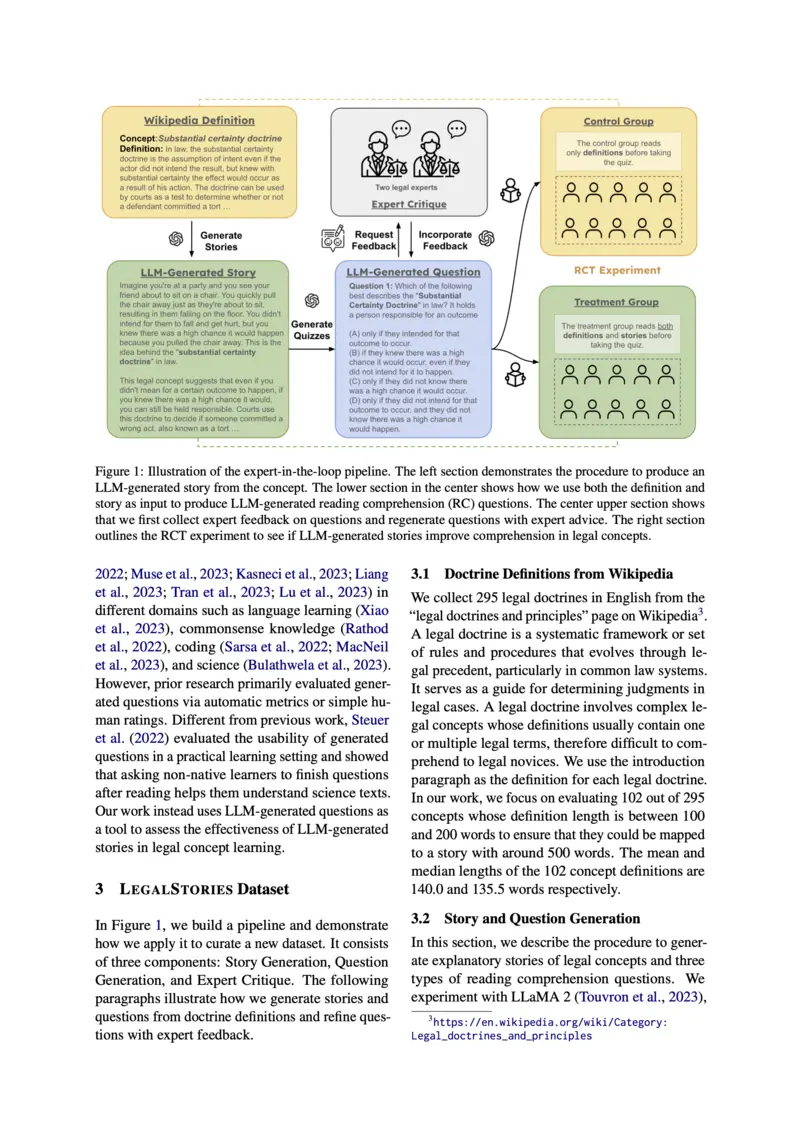 Wikipedia Definition
Concept:Substantial certainty doctrine
Definition: In law, the substantial certainty
doctrine is the assumption of intent even if the
actor did not intend the result, but knew with
substantial certainty the effect would occur as
a result of his action. The doctrine can be used
by courts as a test to determine whether or not
a defendant committed a tort …
Generate
Stories
LLM-Generated Story
Imagine you're at a party and you see your
friend about to sit on a chair. You quickly pull
the chair away just as they're about to sit,
resulting in them falling on the floor. You didn't
intend for them to fall and get hurt, but you
knew there was a high chance it would happen
because you pulled the chair away. This is the
idea behind the "substantial certainty
doctrine" in law.
This legal concept suggests that even if you
didn't mean for a certain outcome to happen, if
you knew there was a high chance it would,
you can still be held responsible. Courts use
this doctrine to decide if someone committed a
wrong act, also known as a tort …
Generate
Quizzes
Two legal experts
Expert Critique
Request
Feedback
Incorporate
Feedback
LLM-Generated Question
Question 1: Which of the following
best describes the "Substantial
Certainty Doctrine" in law? It holds
a person responsible for an outcome
(A) only if they intended for that
outcome to occur.
(B) if they knew there was a high
chance it would occur, even if they
did not intend for it to happen.
(C) only if they did not know there
was a high chance it would occur.
(D) only if they did not intend for that
outcome to occur, and they did not
know there was a high chance it
would happen.
Control Group
The control group reads
only definitions before taking
the quiz.
RCT Experiment
Treatment Group
The treatment group reads both
definitions and stories before
taking the quiz.
Figure 1: Illustration of the expert-in-the-loop pipeline. The left section demonstrates the procedure to produce an
LLM-generated story from the concept. The lower section in the center shows how we use both the definition and
story as input to produce LLM-generated reading comprehension (RC) questions. The center upper section shows
that we first collect expert feedback on questions and regenerate questions with expert advice. The right section
outlines the RCT experiment to see if LLM-generated stories improve comprehension in legal concepts.
2022; Muse et al., 2023; Kasneci et al., 2023; Liang
et al., 2023; Tran et al., 2023; Lu et al., 2023) in
different domains such as language learning (Xiao
et al., 2023), commonsense knowledge (Rathod
et al., 2022), coding (Sarsa et al., 2022; MacNeil
et al., 2023), and science (Bulathwela et al., 2023).
However, prior research primarily evaluated gener-
ated questions via automatic metrics or simple hu-
man ratings. Different from previous work, Steuer
et al. (2022) evaluated the usability of generated
questions in a practical learning setting and showed
that asking non-native learners to finish questions
after reading helps them understand science texts.
Our work instead uses LLM-generated questions as
a tool to assess the effectiveness of LLM-generated
stories in legal concept learning.
3 LEGALSTORIES Dataset
In Figure 1, we build a pipeline and demonstrate
how we apply it to curate a new dataset. It consists
of three components: Story Generation, Question
Generation, and Expert Critique. The following
paragraphs illustrate how we generate stories and
questions from doctrine definitions and refine ques-
tions with expert feedback.
3.1 Doctrine Definitions from Wikipedia
We collect 295 legal doctrines in English from the
“legal doctrines and principles” page on Wikipedia3.
A legal doctrine is a systematic framework or set
of rules and procedures that evolves through le-
gal precedent, particularly in common law systems.
It serves as a guide for determining judgments in
legal cases. A legal doctrine involves complex le-
gal concepts whose definitions usually contain one
or multiple legal terms, therefore difficult to com-
prehend to legal novices. We use the introduction
paragraph as the definition for each legal doctrine.
In our work, we focus on evaluating 102 out of 295
concepts whose definition length is between 100
and 200 words to ensure that they could be mapped
to a story with around 500 words. The mean and
median lengths of the 102 concept definitions are
140.0 and 135.5 words respectively.
3.2 Story and Question Generation
In this section, we describe the procedure to gener-
ate explanatory stories of legal concepts and three
types of reading comprehension questions. We
experiment with LLaMA 2 (Touvron et al., 2023),
3https://en.wikipedia.org/wiki/Category:
Legal_doctrines_and_principles